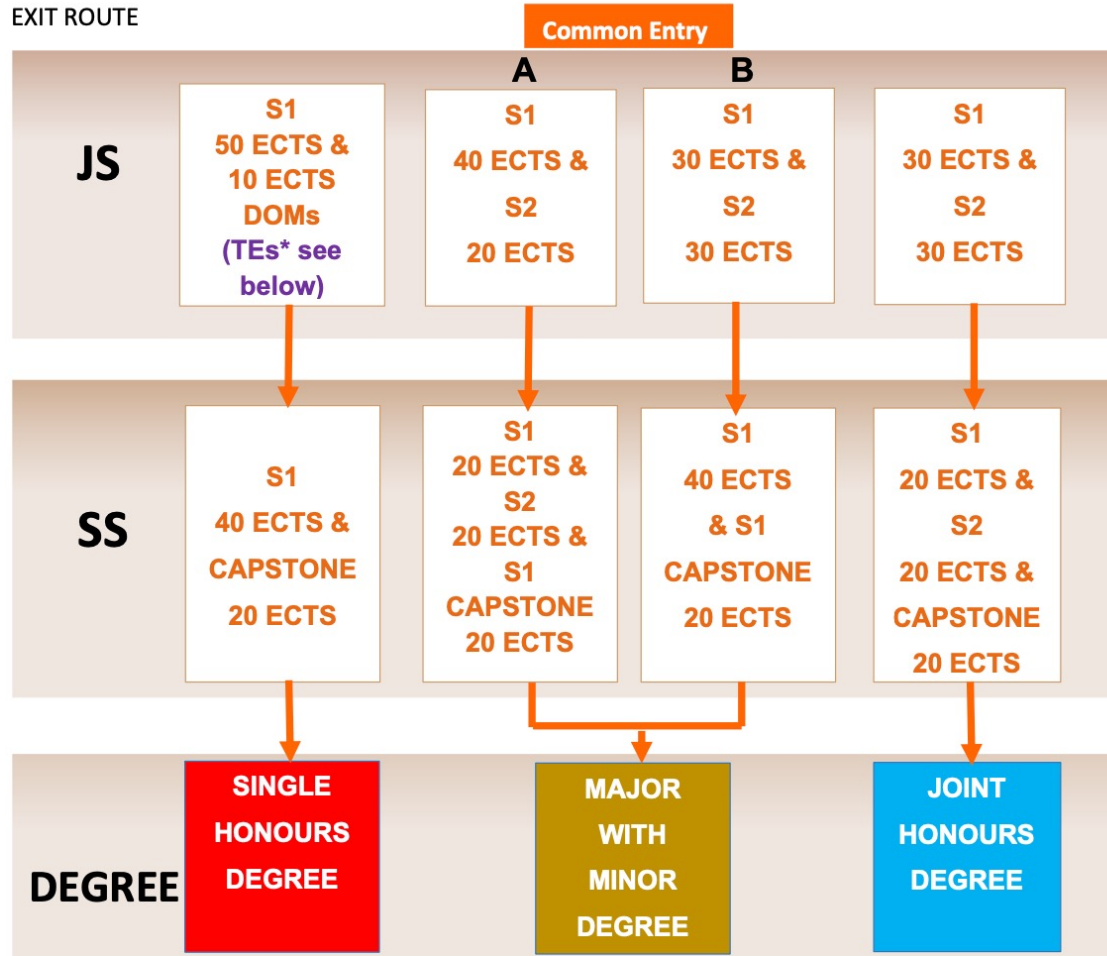 EXIT ROUTE
Common Entry
A
B
JS
S1
50 ECTS &
10 ECTS
DOMs
(TEs* see
below)
S1
40 ECTS &
S2
20 ECTS
S1
30 ECTS &
S2
30 ECTS
S1
30 ECTS &
S2
30 ECTS
SS
S1
40 ECTS &
CAPSTONE
20 ECTS
S1
20 ECTS &
S2
20 ECTS &
S1
CAPSTONE
20 ECTS
S1
40 ECTS
& S1
CAPSTONE
20 ECTS
S1
20 ECTS &
S2
20 ECTS &
CAPSTONE
20 ECTS
DEGREE
SINGLE
HONOURS
DEGREE
MAJOR
WITH
MINOR
DEGREE
JOINT
HONOURS
DEGREE